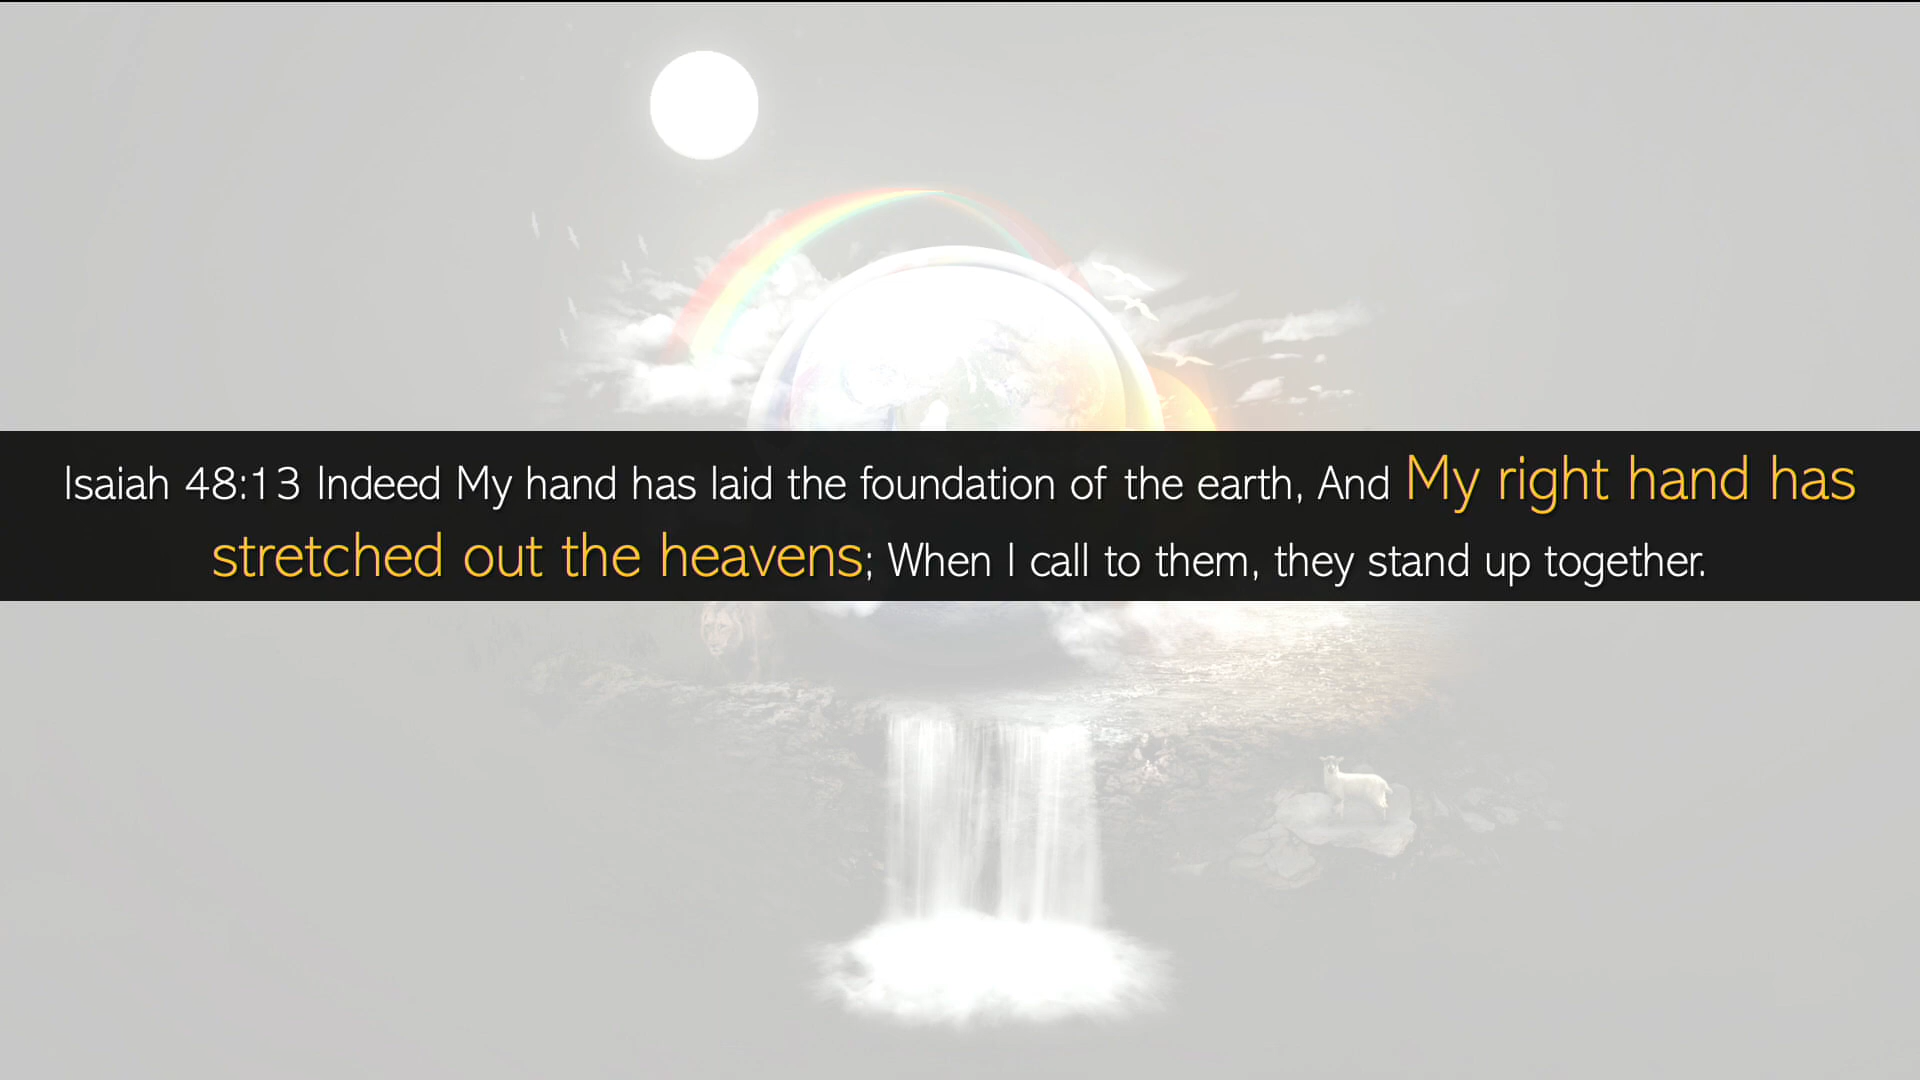 Isaiah 48:13 Indeed My hand has laid the foundation of the earth, And My right hand has
stretched out the heavens; When I call to them, they stand up together.